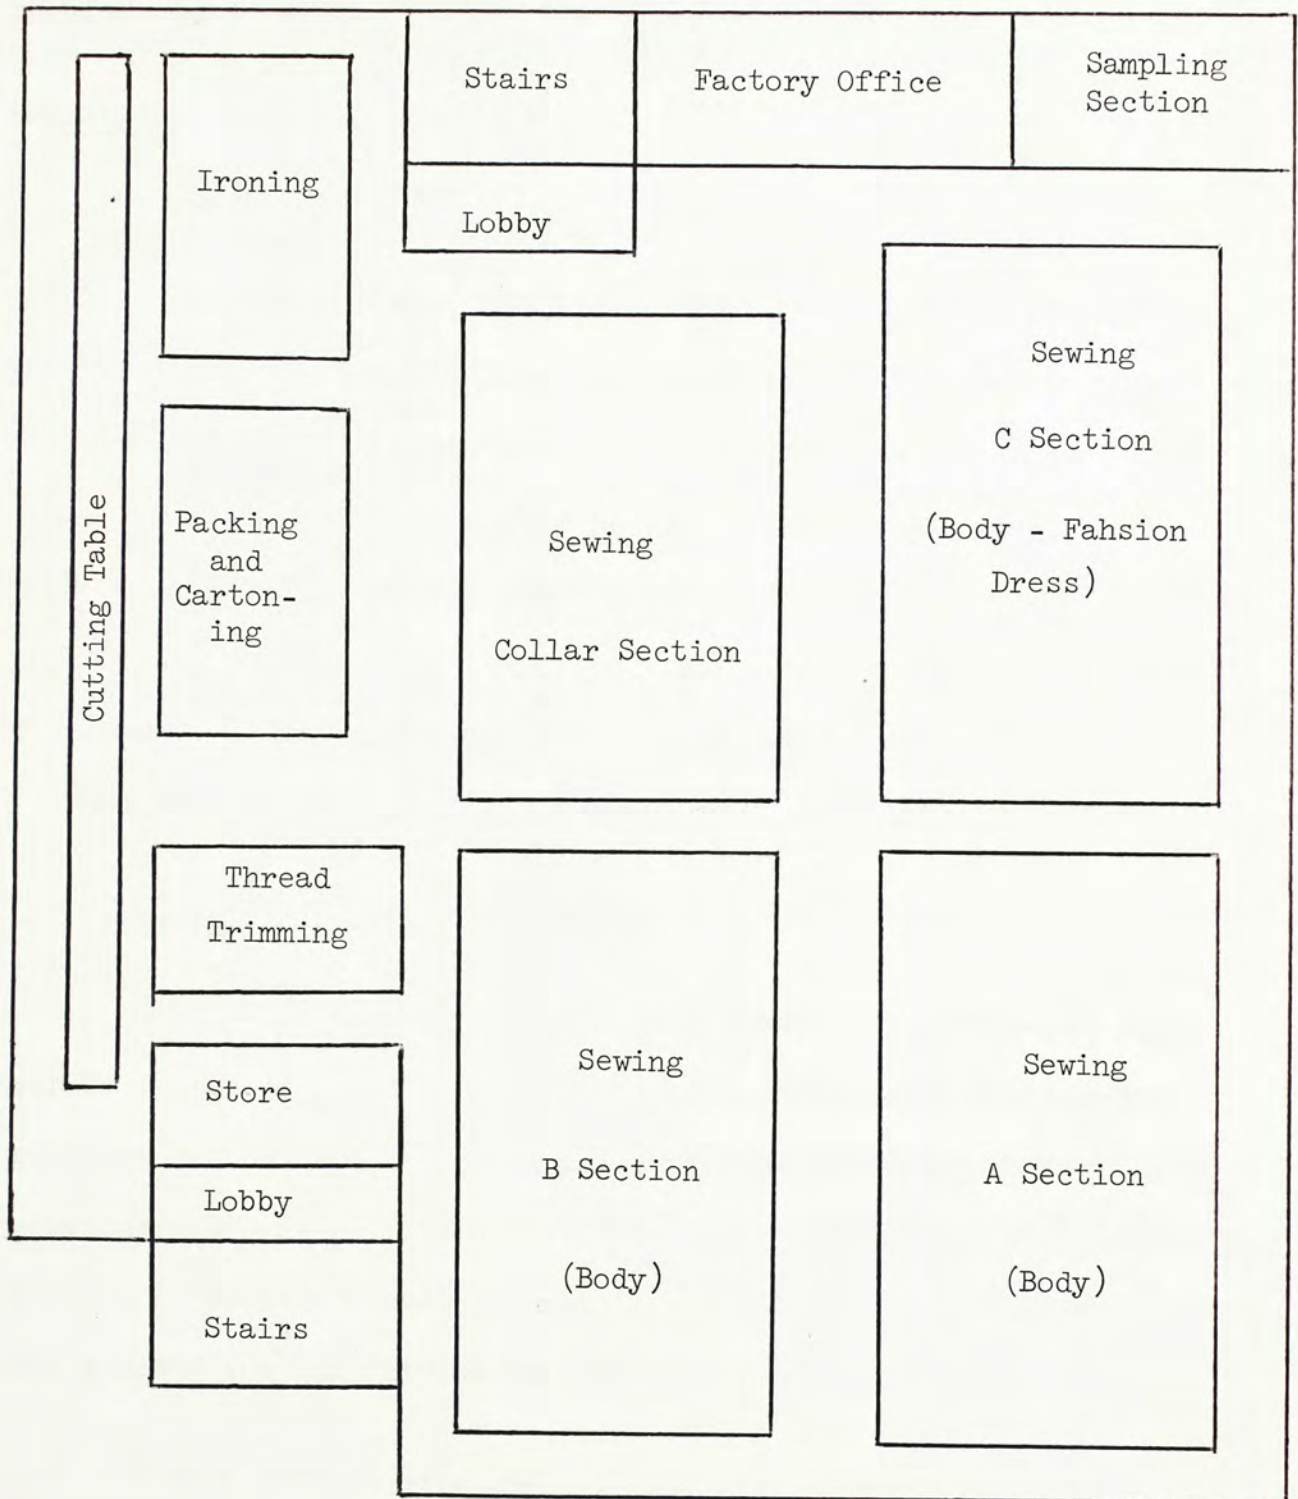 Stairs
Factory Office
Sampling
Section
Ironing
Lobby
Cutting Table
Packing
and
Carton-
ing
Sewing
Collar Section
Sewing
C Section
(Body - Fahsion
Dress)
Thread
Trimming
Store
Lobby
Stairs
Sewing
B Section
(Body)
Sewing
A Section
(Body)